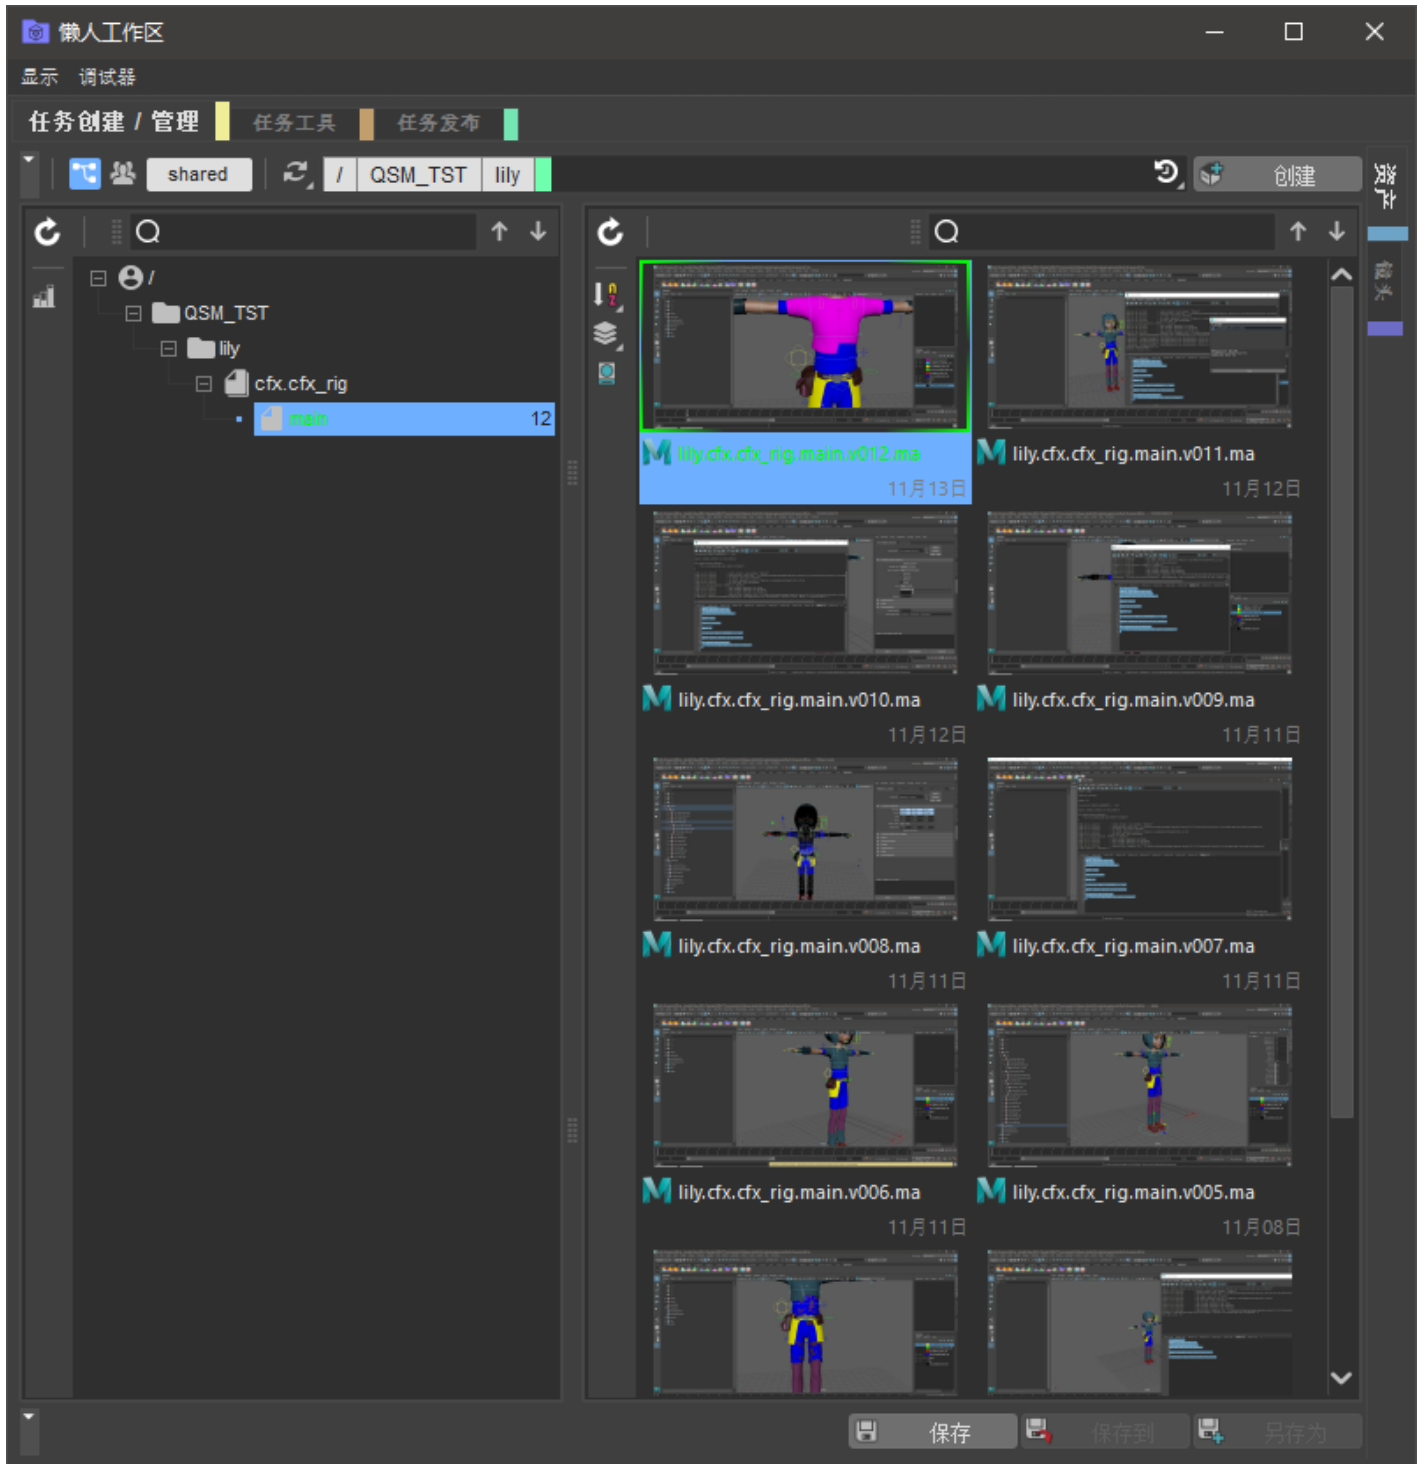 懒人工作区
显示 调试器
任务创建 / 管理 任务工具 任务发布
shared / QSM_TST lily 创建
资产
镜头
/
QSM_TST
lily
cfx.cfx_rig
main 12
lily.cfx.cfx_rig.main.v012.ma
11月13日
lily.cfx.cfx_rig.main.v011.ma
11月12日
lily.cfx.cfx_rig.main.v010.ma
11月12日
lily.cfx.cfx_rig.main.v009.ma
11月11日
lily.cfx.cfx_rig.main.v008.ma
11月11日
lily.cfx.cfx_rig.main.v007.ma
11月11日
lily.cfx.cfx_rig.main.v006.ma
11月11日
lily.cfx.cfx_rig.main.v005.ma
11月08日
保存 保存到 另存为